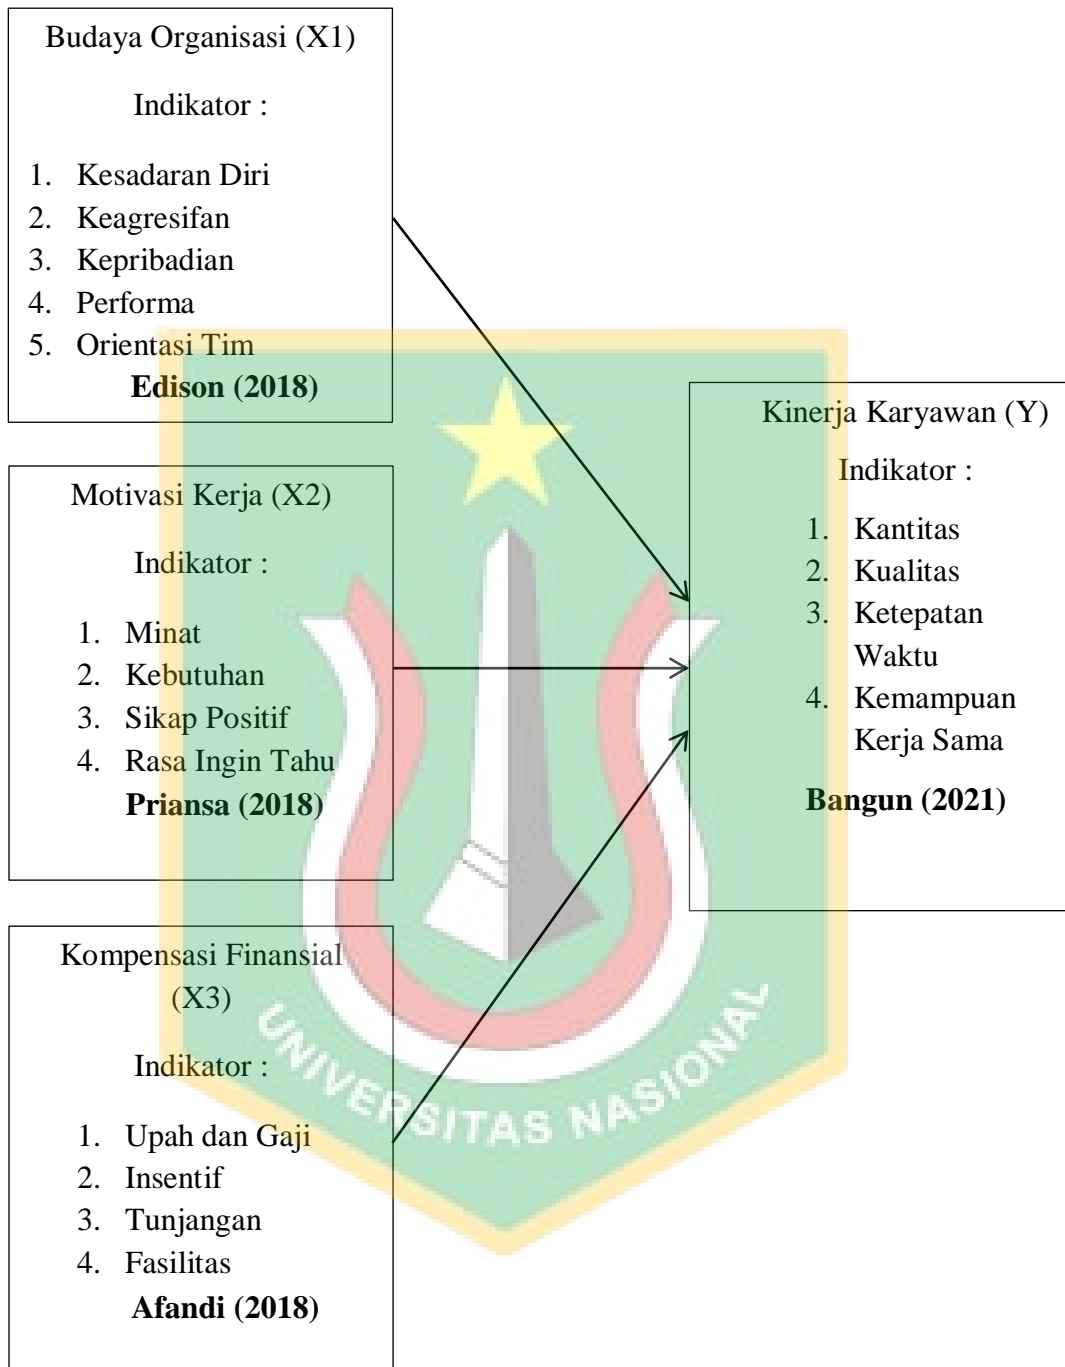 Budaya Organisasi (X1)
Indikator :
1. Kesadaran Diri
2. Keagresifan
3. Kepribadian
4. Performa
5. Orientasi Tim
Edison (2018)
Motivasi Kerja (X2)
Indikator :
1. Minat
2. Kebutuhan
3. Sikap Positif
4. Rasa Ingin Tahu
Priansa (2018)
Kompensasi Finansial
(X3)
Indikator :
1. Upah dan Gaji
2. Insentif
3. Tunjangan
4. Fasilitas
Afandi (2018)
Kinerja Karyawan (Y)
Indikator :
1. Kantitas
2. Kualitas
3. Ketepatan
Waktu
4. Kemampuan
Kerja Sama
Bangun (2021)
UNIVERSITAS NASIONAL